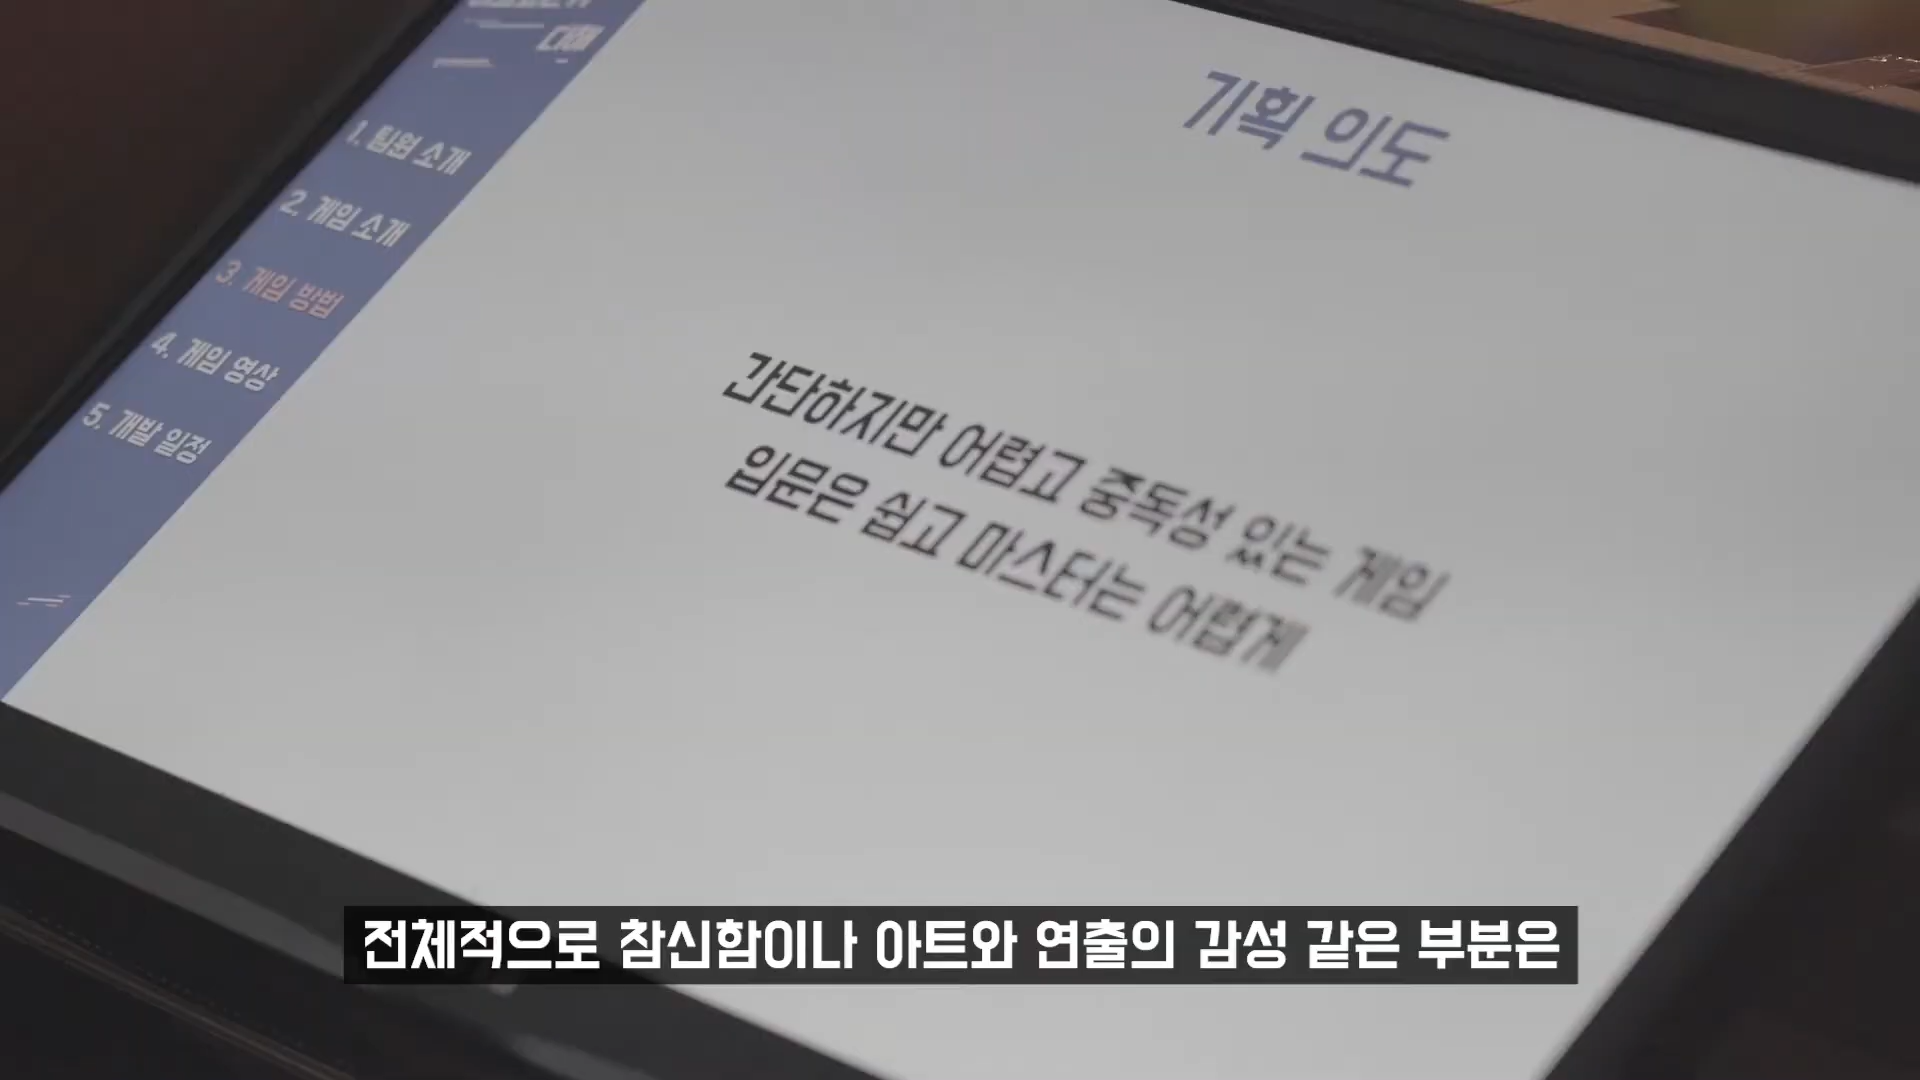 다해
1. 팀원 소개
2. 게임 소개
3. 게임 방법
4. 게임 영상
5. 개발 일정
기획 의도
간단하지만 어렵고 중독성 있는 게임
입문은 쉽고 마스터는 어렵게
전체적으로 참신함이나 아트와 연출의 감성 같은 부분은